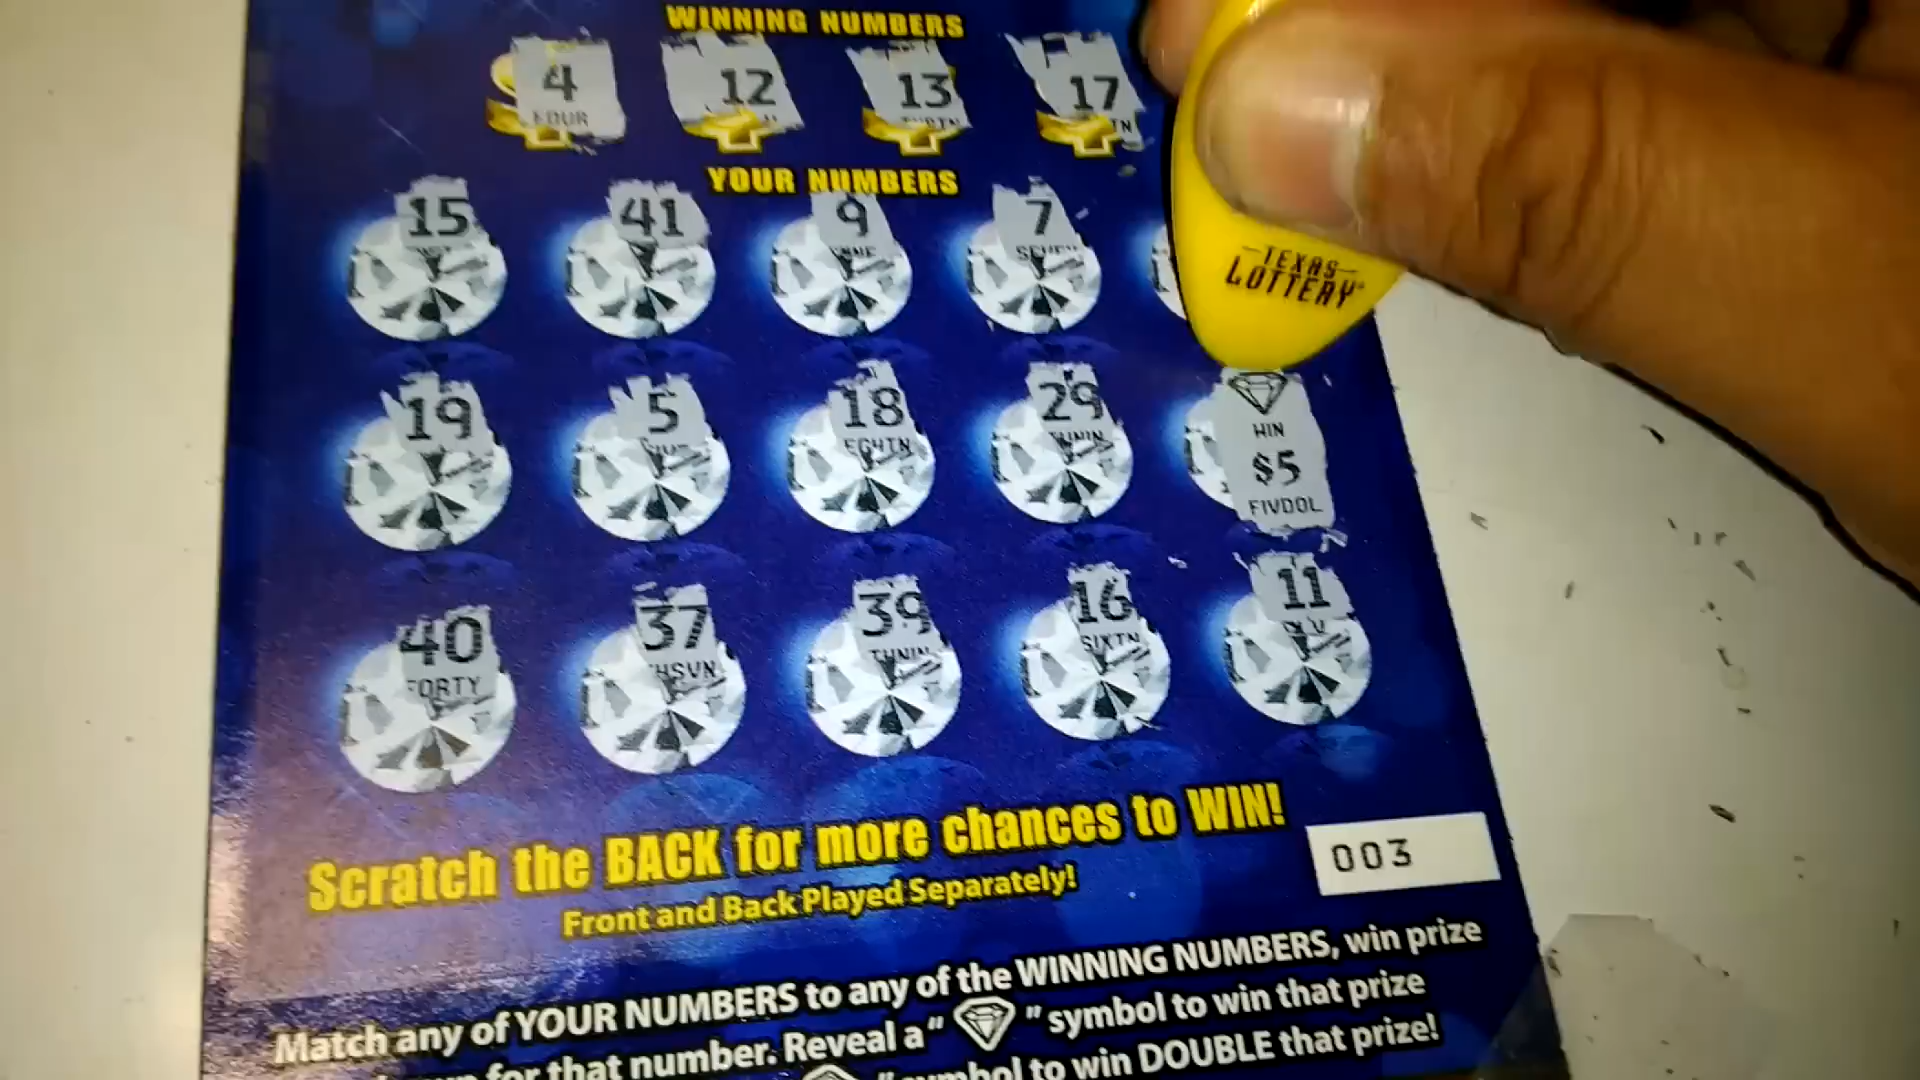 WINNING NUMBERS
4 12 13 17
FOUR
YOUR NUMBERS
15 41 9 7
19 5 18 29
EGHTN
WIN
$5
FIVDOL
40 37 39 16 11
FORTY THSVN THNIN SIXTN
Scratch the BACK for more chances to WIN!
Front and Back Played Separately!
003
Match any of YOUR NUMBERS to any of the WINNING NUMBERS, win prize
for that number. Reveal a " " symbol to win that prize
" symbol to win DOUBLE that prize!
TEXAS
LOTTERY